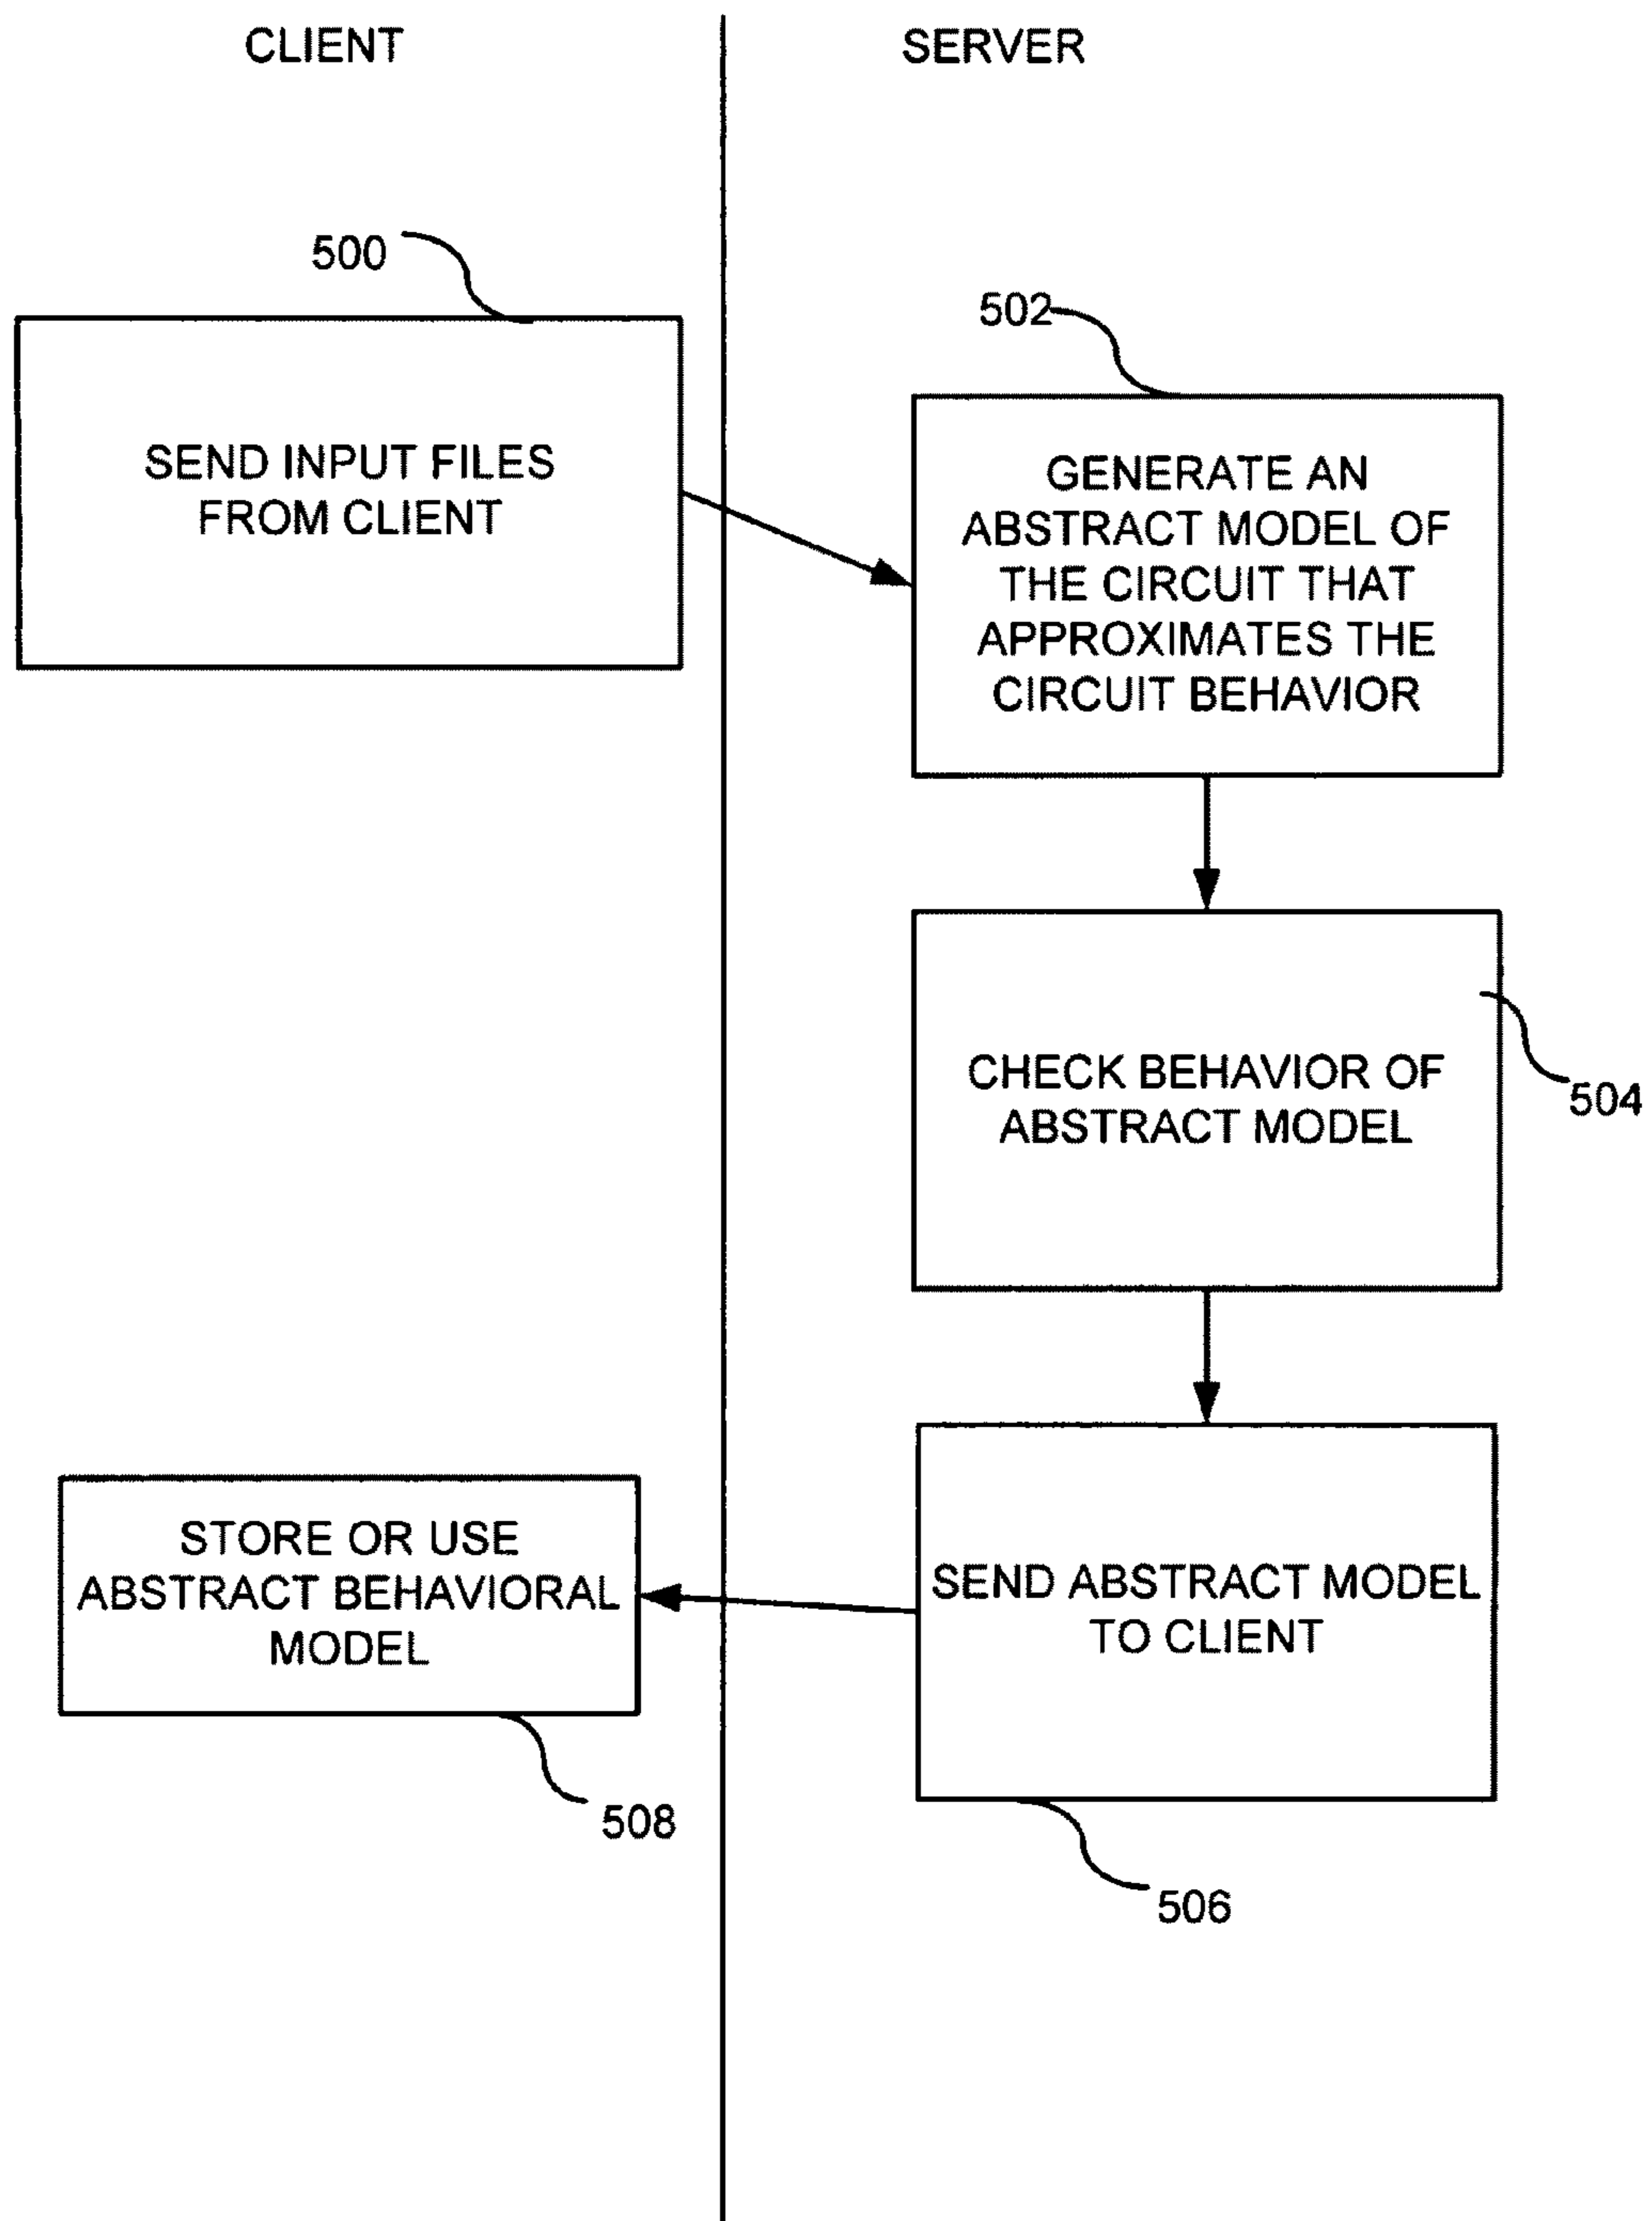 CLIENT
SERVER
500
SEND INPUT FILES
FROM CLIENT
502
GENERATE AN
ABSTRACT MODEL OF
THE CIRCUIT THAT
APPROXIMATES THE
CIRCUIT BEHAVIOR
CHECK BEHAVIOR OF
ABSTRACT MODEL
504
SEND ABSTRACT MODEL
TO CLIENT
506
STORE OR USE
ABSTRACT BEHAVIORAL
MODEL
508